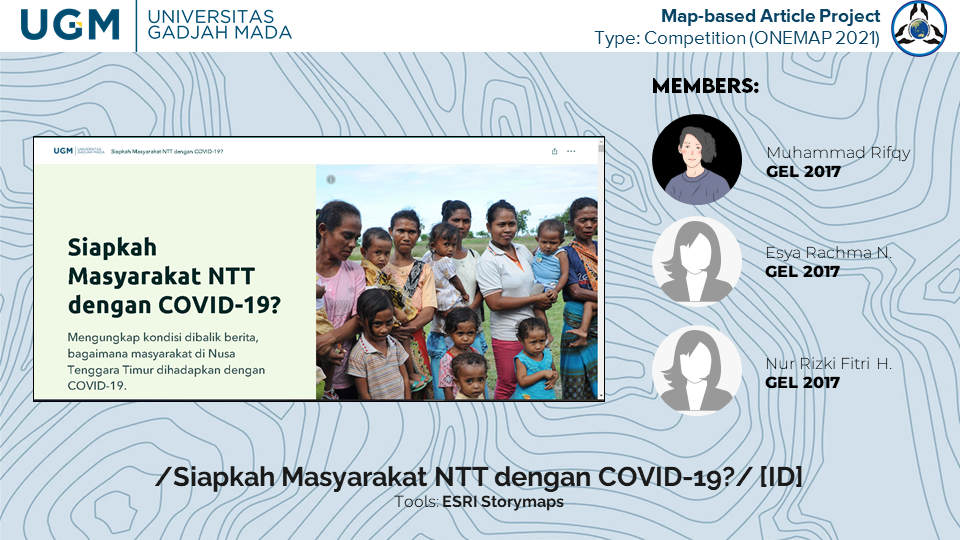 UGM
UNIVERSITAS
GADJAH MADA
Map-based Article Project
Type: Competition (ONEMAP 2021)
MEMBERS:
Muhammad Rifqy
GEL 2017
Esya Rachma N.
GEL 2017
Nur Rizki Fitri H.
GEL 2017
UGM UNIVERSITAS GADJAH MADA Siapkah Masyarakat NTT dengan COVID-19?
Siapkah
Masyarakat NTT
dengan COVID-19?
Mengungkap kondisi dibalik berita,
bagaimana masyarakat di Nusa
Tenggara Timur dihadapkan dengan
COVID-19.
/Siapkah Masyarakat NTT dengan COVID-19?/ [ID]
Tools: ESRI Storymaps